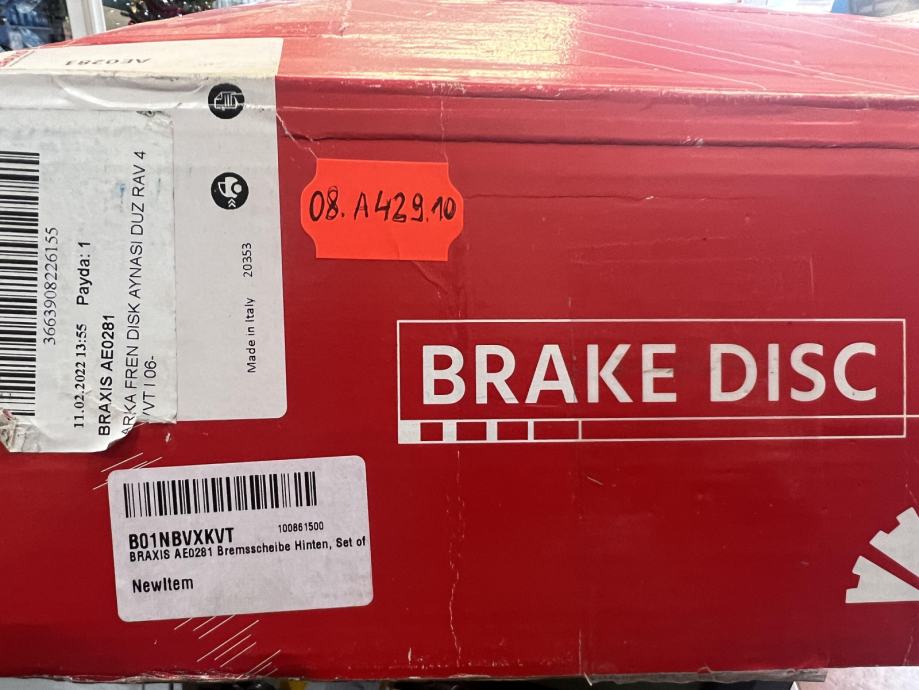 AE0281
3663908226155
11.02.2022 13:55 Payda: 1
BRAXIS AE0281
ARKA FREN DISK AYNASI DUZ RAV 4
VVT I 06-
Made in Italy 20353
08.A429.10
BRAKE DISC
B01NBVXKVT 100861500
BRAXIS AE0281 Bremsscheibe Hinten, Set of
NewItem